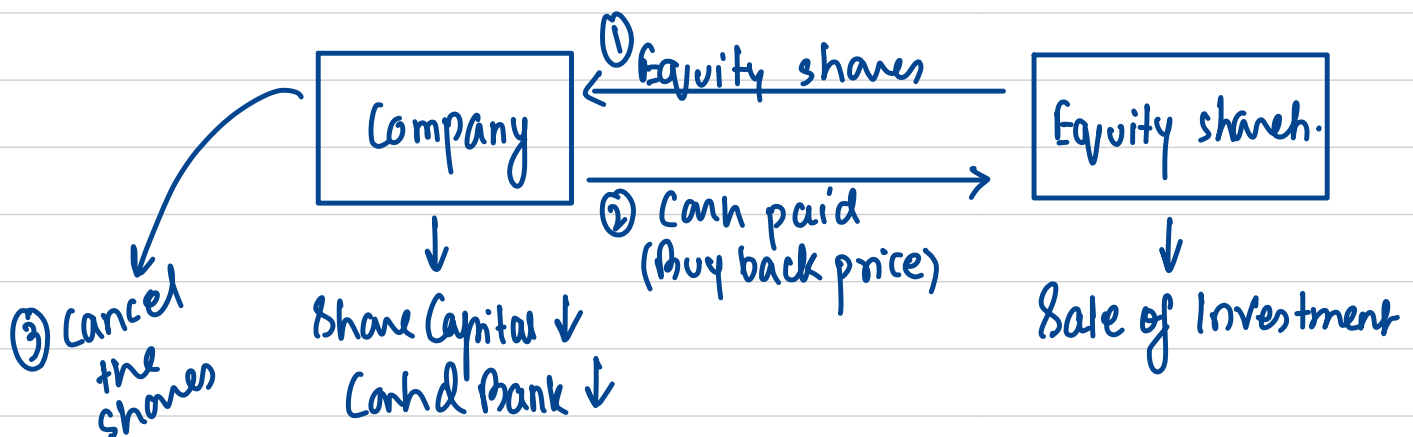 ① Equity shares
Company
Equity shareh.
② Cash paid
(Buy back price)
③ Cancel
the
shares
Share Capital ↓
Cash & Bank ↓
Sale of Investment